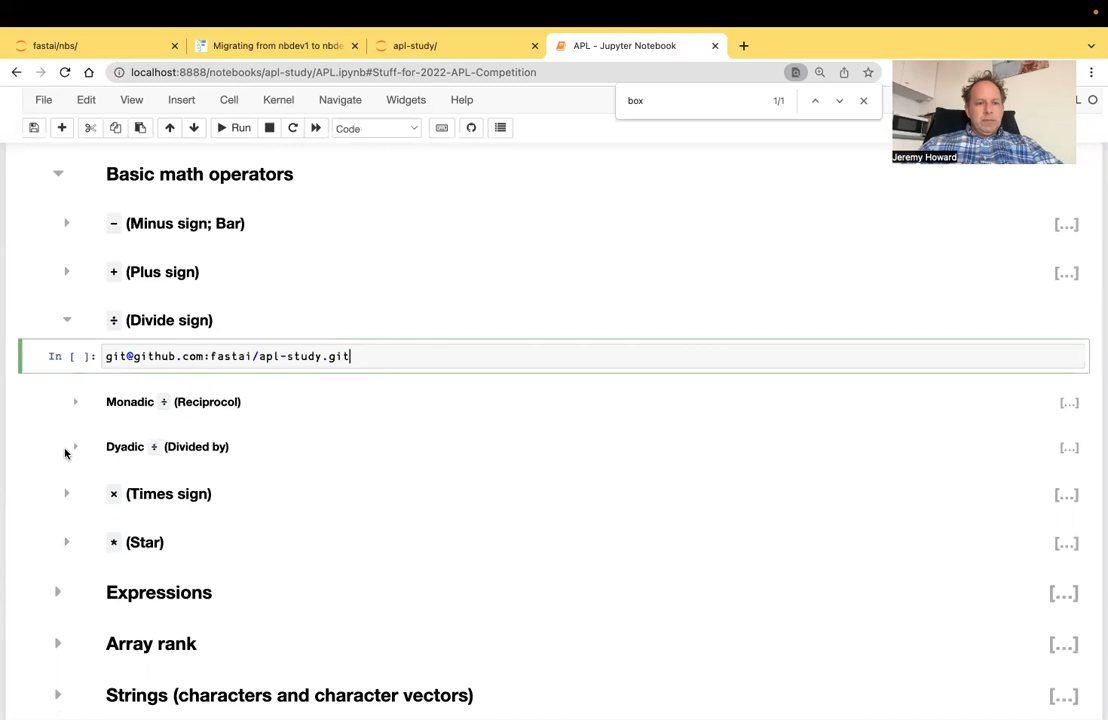 fastai/nbs/
Migrating from nbdev1 to nbde
apl-study/
APL - Jupyter Notebook
localhost:8888/notebooks/apl-study/APL.ipynb#Stuff-for-2022-APL-Competition
box
1/1
File Edit View Insert Cell Kernel Navigate Widgets Help
L
Run
Code
Jeremy Howard
Basic math operators
- (Minus sign; Bar)
[...]
+ (Plus sign)
[...]
÷ (Divide sign)
In [ ]: git@github.com:fastai/apl-study.git
Monadic ÷ (Reciprocol)
[...]
Dyadic ÷ (Divided by)
[...]
× (Times sign)
[...]
* (Star)
[...]
Expressions
[...]
Array rank
[...]
Strings (characters and character vectors)
[...]